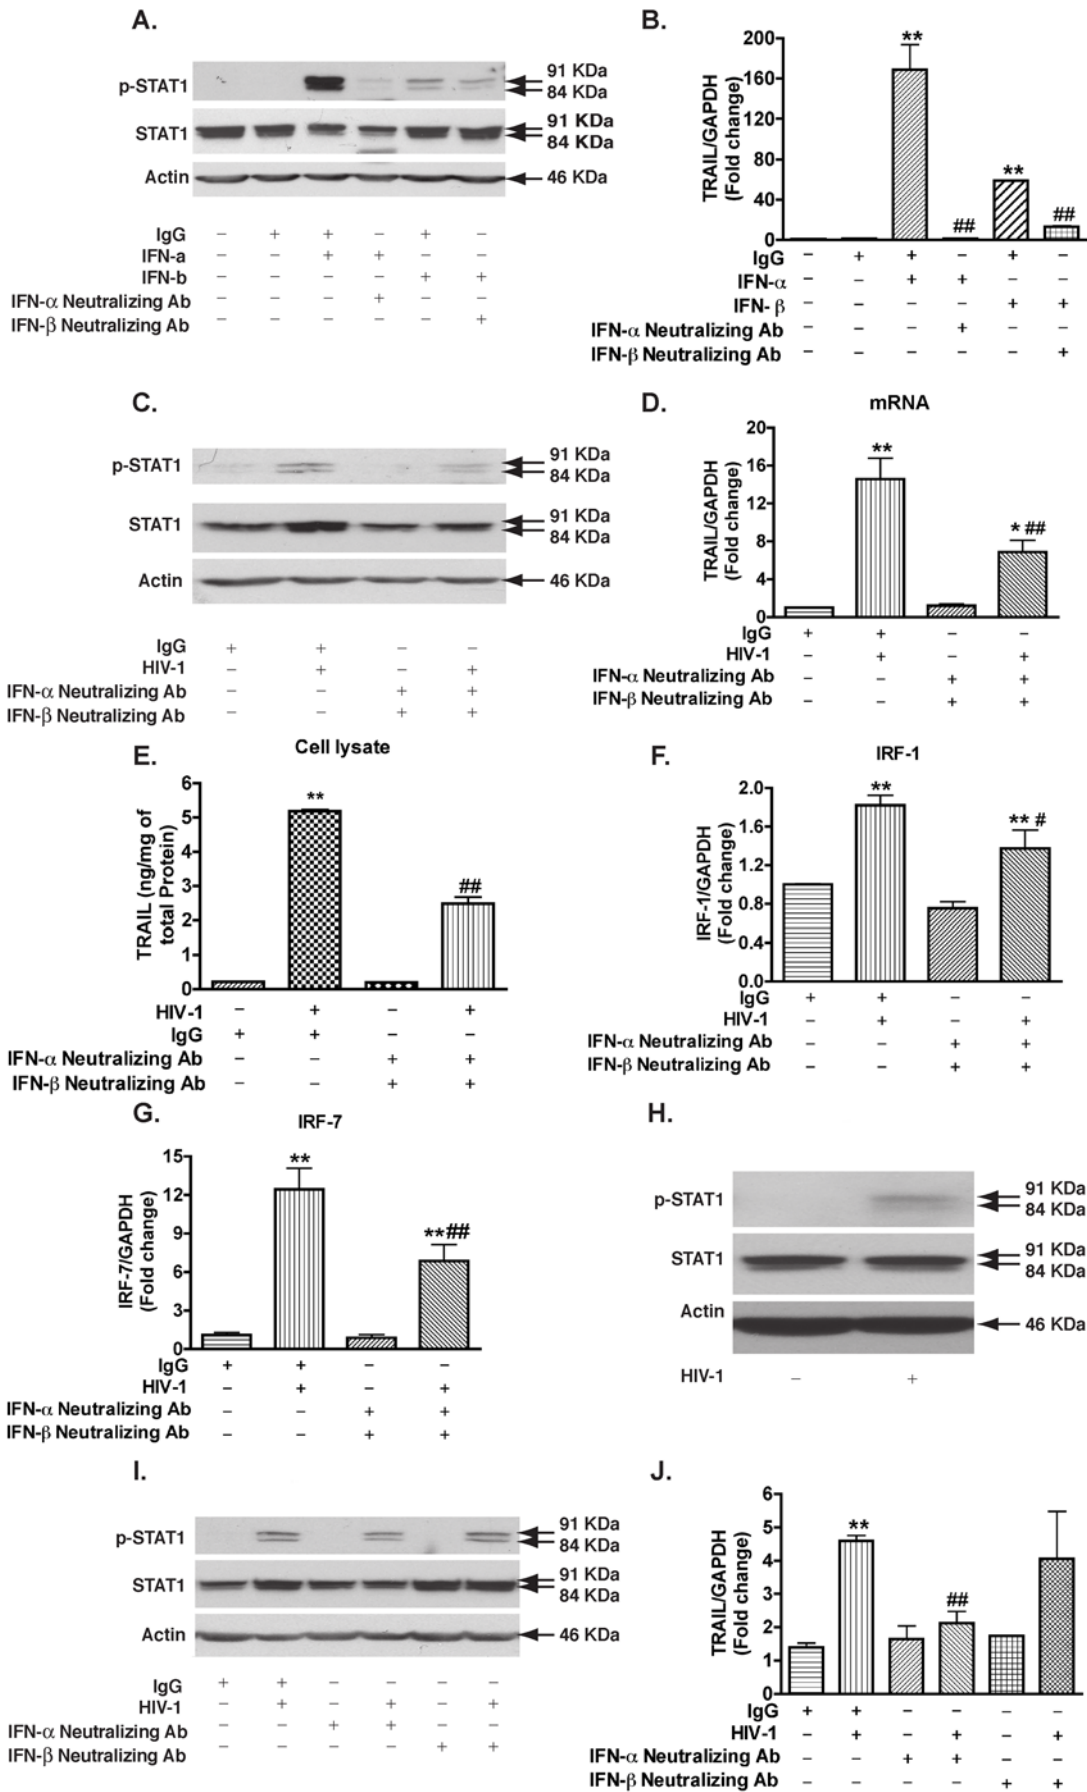 A.
p-STAT1
91 KDa
84 KDa
STAT1
91 KDa
84 KDa
Actin
46 KDa
IgG − + + − + −
IFN-a − − + + − −
IFN-b − − − − + +
IFN-α Neutralizing Ab − − − + − −
IFN-β Neutralizing Ab − − − − − +
B.
TRAIL/GAPDH
(Fold change)
200
160
120
80
40
0
**
##
**
##
IgG − + + − + −
IFN-α − − + + − −
IFN- β − − − − + +
IFN-α Neutralizing Ab − − − + − −
IFN-β Neutralizing Ab − − − − − +
C.
p-STAT1
91 KDa
84 KDa
STAT1
91 KDa
84 KDa
Actin
46 KDa
IgG + + − −
HIV-1 − + − +
IFN-α Neutralizing Ab − − + +
IFN-β Neutralizing Ab − − + +
D.
mRNA
TRAIL/GAPDH
(Fold change)
20
16
12
8
4
0
**
* ##
IgG + + − −
HIV-1 − + − +
IFN-α Neutralizing Ab − − + +
IFN-β Neutralizing Ab − − + +
E.
Cell lysate
TRAIL (ng/mg of
total Protein)
6
5
4
3
2
1
0
**
##
HIV-1 − + − +
IgG + + − −
IFN-α Neutralizing Ab − − + +
IFN-β Neutralizing Ab − − + +
F.
IRF-1
IRF-1/GAPDH
(Fold change)
2.0
1.6
1.2
0.8
0.4
0.0
**
** #
IgG + + − −
HIV-1 − + − +
IFN-α Neutralizing Ab − − + +
IFN-β Neutralizing Ab − − + +
G.
IRF-7
IRF-7/GAPDH
(Fold change)
15
12
9
6
3
0
**
**##
IgG + + − −
HIV-1 − + − +
IFN-α Neutralizing Ab − − + +
IFN-β Neutralizing Ab − − + +
H.
p-STAT1
91 KDa
84 KDa
STAT1
91 KDa
84 KDa
Actin
46 KDa
HIV-1 − +
I.
p-STAT1
91 KDa
84 KDa
STAT1
91 KDa
84 KDa
Actin
46 KDa
IgG + + − − − −
HIV-1 − + − + − +
IFN-α Neutralizing Ab − − + + − −
IFN-β Neutralizing Ab − − − − + +
J.
TRAIL/GAPDH
(Fold change)
6
5
4
3
2
1
0
**
##
IgG + + − − − −
HIV-1 − + − + − +
IFN-α Neutralizing Ab − − + + − −
IFN-β Neutralizing Ab − − − − + +